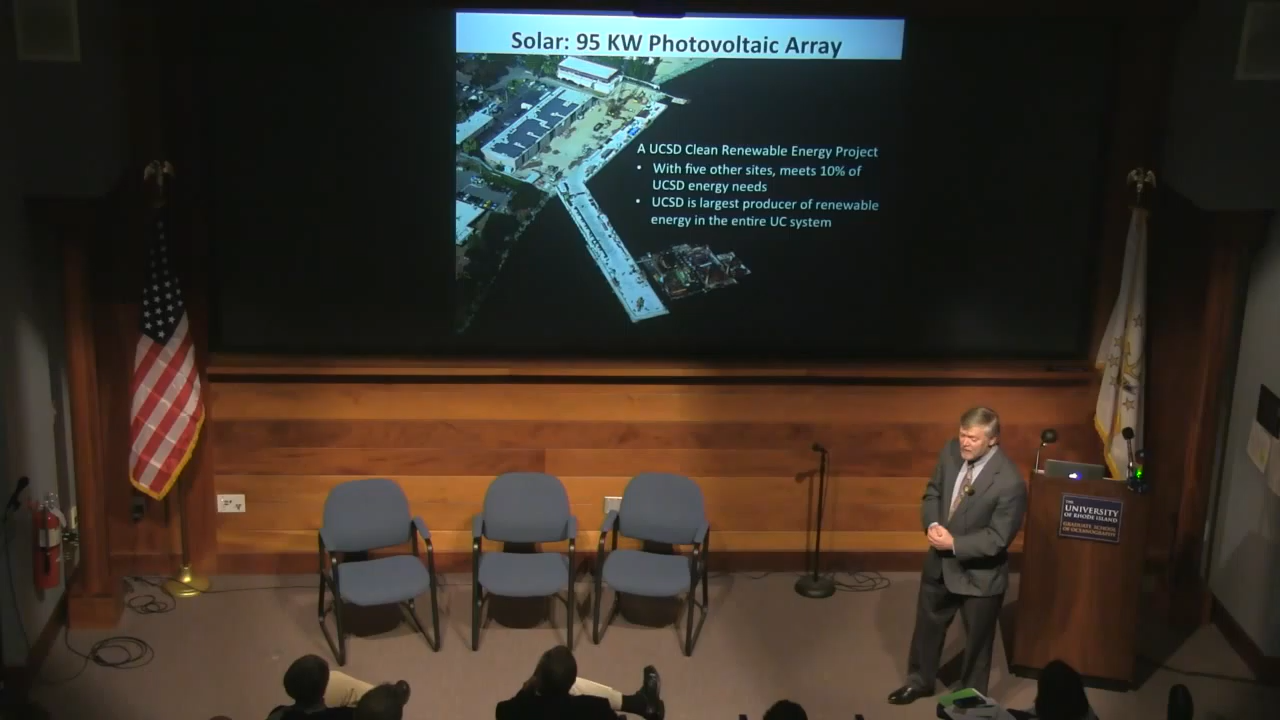 Solar: 95 KW Photovoltaic Array
A UCSD Clean Renewable Energy Project
• With five other sites, meets 10% of
UCSD energy needs
• UCSD is largest producer of renewable
energy in the entire UC system
THE
UNIVERSITY
OF RHODE ISLAND
GRADUATE SCHOOL
OF OCEANOGRAPHY